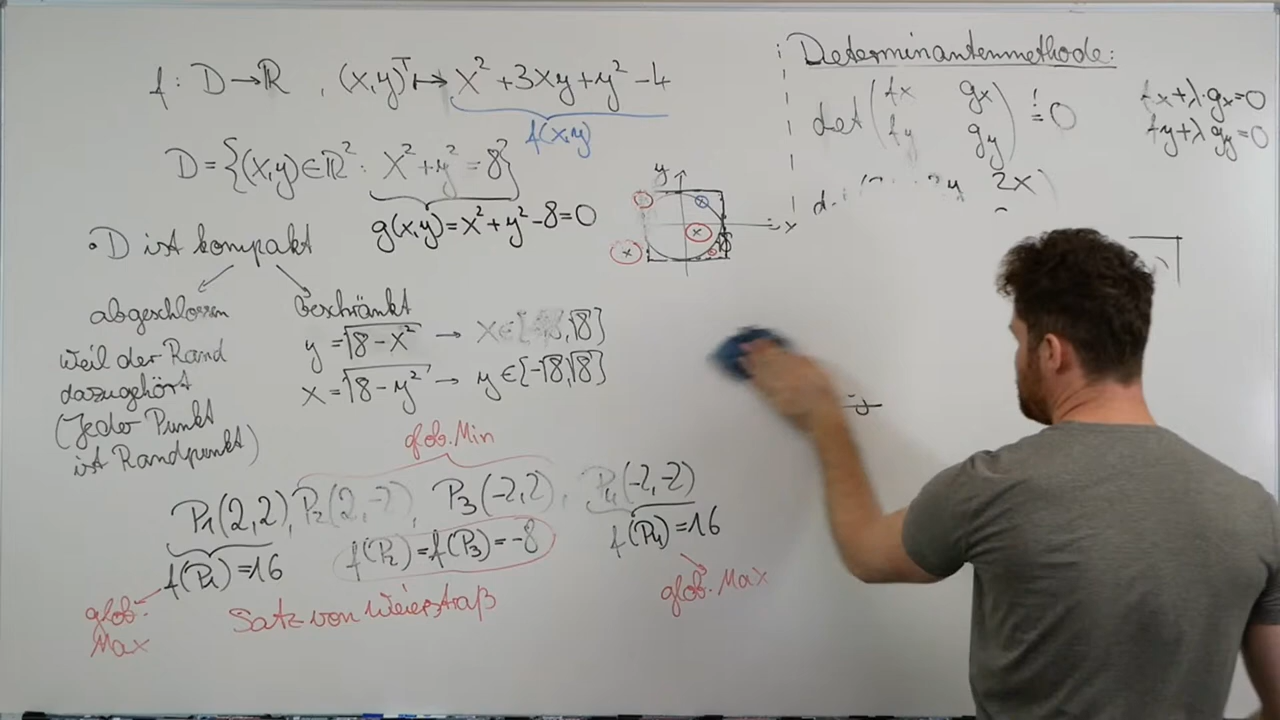 f: D→ℝ , (x,y)ᵀ ↦ x² + 3xy + y² − 4
f(x,y)
D = {(x,y) ∈ ℝ² : x² + y² = 8}
g(x,y) = x² + y² − 8 = 0
• D ist kompakt
abgeschlossen
weil der Rand
dazugehört
(Jeder Punkt
ist Randpunkt)
beschränkt
y = √8 − x² → x ∈ [-√8, √8]
x = √8 − y² → y ∈ [-√8, √8]
y
x
glob. Min
P₁(2,2), P₂(2,-2), P₃(-2,2), P₄(-2,-2)
f(P₁) = 16
f(P₂) = f(P₃) = -8
f(P₄) = 16
glob.
Max
Satz von Weierstraß
glob. Max
Determinantenmethode:
det( fx gx
fy gy ) != 0
fx + λ·gx = 0
fy + λ gy = 0
2x )